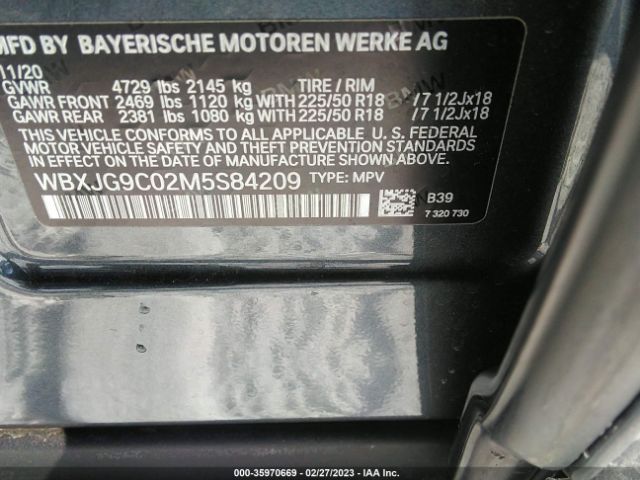 MFD BY BAYERISCHE MOTOREN WERKE AG
11/20
GVWR 4729 lbs 2145 kg TIRE / RIM
GAWR FRONT 2469 lbs 1120 kg WITH 225/50 R18 / 7 1/2Jx18
GAWR REAR 2381 lbs 1080 kg WITH 225/50 R18 / 7 1/2Jx18
THIS VEHICLE CONFORMS TO ALL APPLICABLE U. S. FEDERAL
MOTOR VEHICLE SAFETY AND THEFT PREVENTION STANDARDS
IN EFFECT ON THE DATE OF MANUFACTURE SHOWN ABOVE.
WBXJG9C02M5S84209 TYPE: MPV
B39
7 320 730
000-35970669 - 02/27/2023 - IAA Inc.